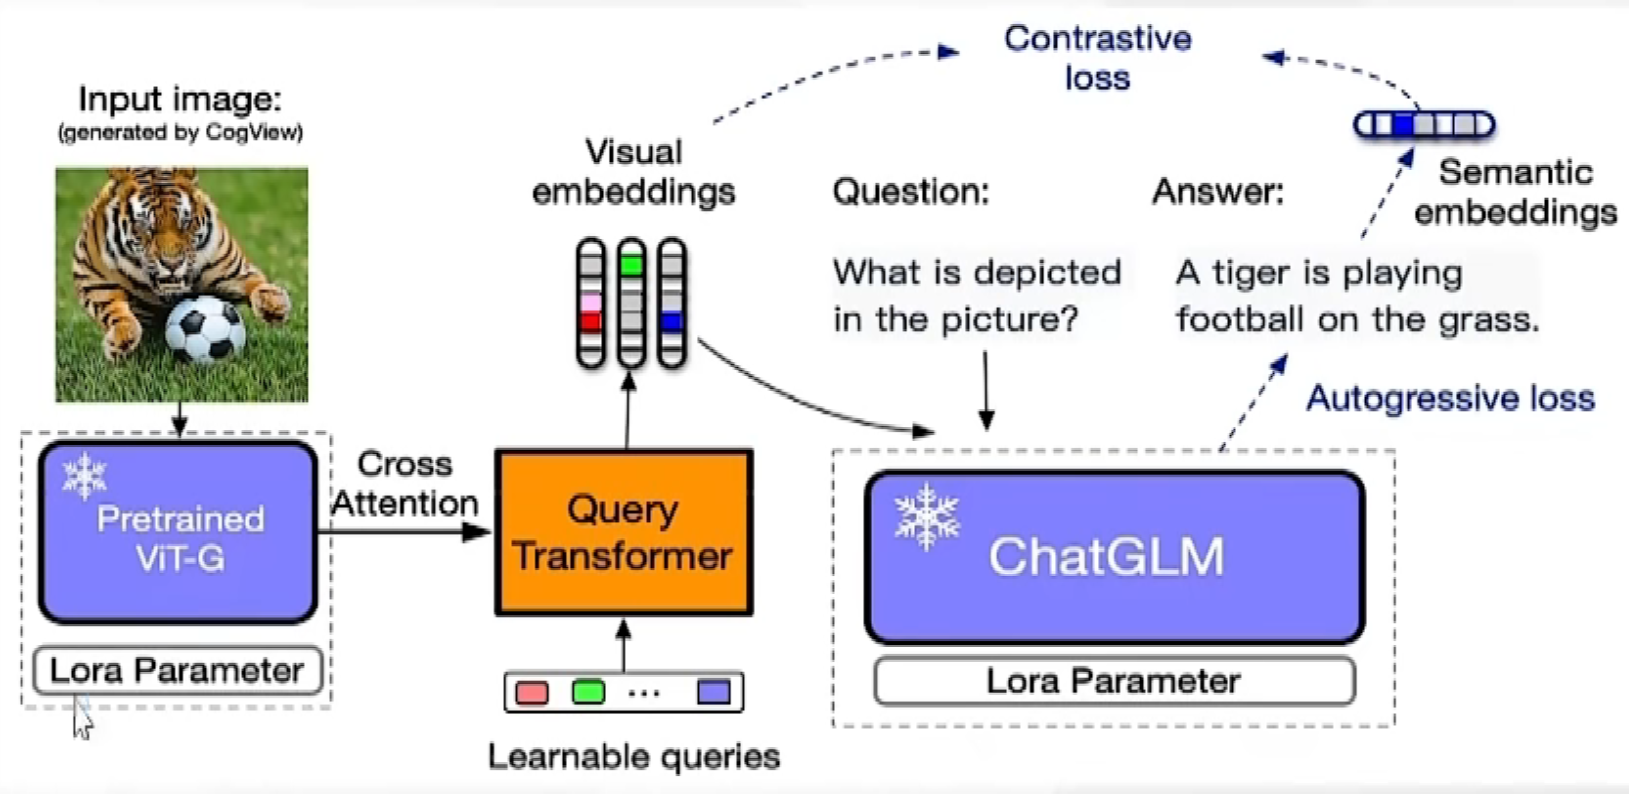 Input image:
(generated by CogView)
Pretrained
ViT-G
Lora Parameter
Cross
Attention
Visual
embeddings
Query
Transformer
Learnable queries
Contrastive
loss
Question:
What is depicted
in the picture?
Answer:
A tiger is playing
football on the grass.
Semantic
embeddings
Autogressive loss
ChatGLM
Lora Parameter